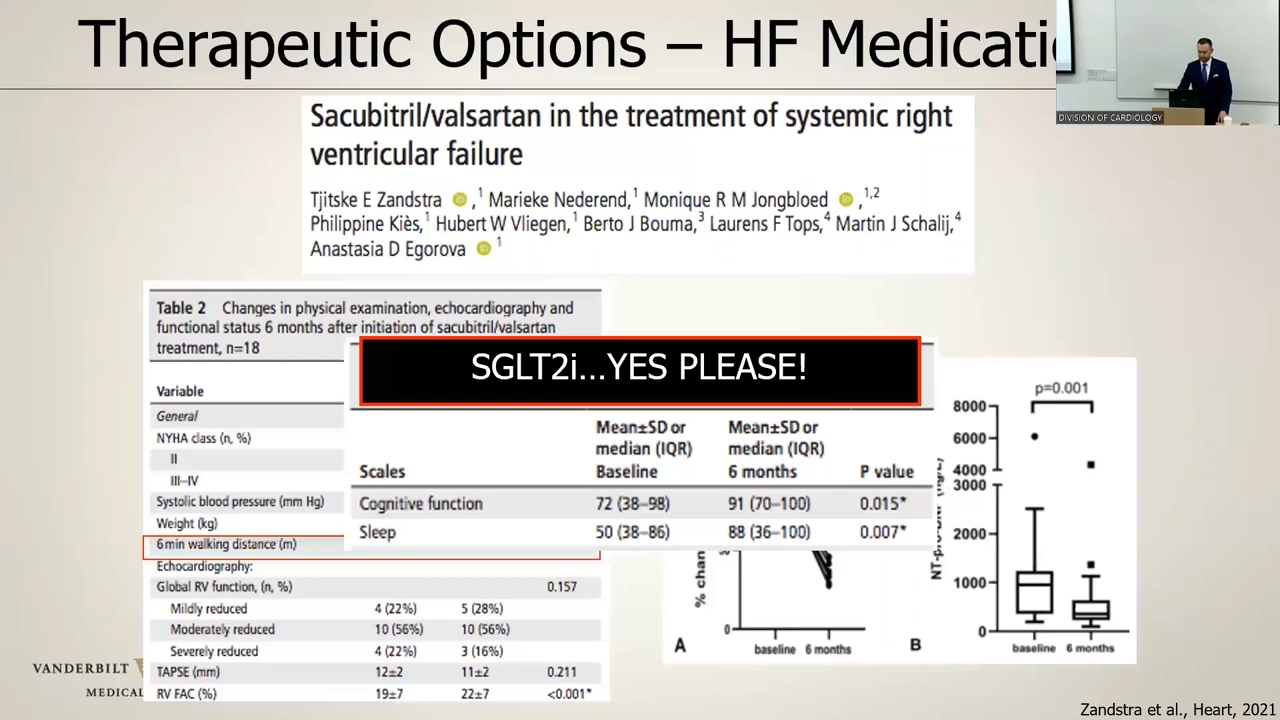 Therapeutic Options – HF Medicati
DIVISION OF CARDIOLOGY
Sacubitril/valsartan in the treatment of systemic right
ventricular failure
Tjitske E Zandstra iD ,1 Marieke Nederend,1 Monique R M Jongbloed iD ,1,2
Philippine Kiès,1 Hubert W Vliegen,1 Berto J Bouma,3 Laurens F Tops,4 Martin J Schalij,4
Anastasia D Egorova iD 1
Table 2 Changes in physical examination, echocardiography and
functional status 6 months after initiation of sacubitril/valsartan
treatment, n=18
Variable
General
NYHA class (n, %)
II
III–IV
Systolic blood pressure (mm Hg)
Weight (kg)
6 min walking distance (m)
Echocardiography:
Global RV function, (n, %) 0.157
Mildly reduced 4 (22%) 5 (28%)
Moderately reduced 10 (56%) 10 (56%)
Severely reduced 4 (22%) 3 (16%)
TAPSE (mm) 12±2 11±2 0.211
RV FAC (%) 19±7 22±7 <0.001*
SGLT2i...YES PLEASE!
Mean±SD or Mean±SD or
median (IQR) median (IQR)
Scales Baseline 6 months P value
Cognitive function 72 (38–98) 91 (70–100) 0.015*
Sleep 50 (38–86) 88 (36–100) 0.007*
% chan
0
baseline 6 months
A
p=0.001
8000
6000
4000
3000
2000
1000
0
NT-pro-BNP (ng/L)
baseline 6 months
B
VANDERBILT V
MEDICAL
Zandstra et al., Heart, 2021